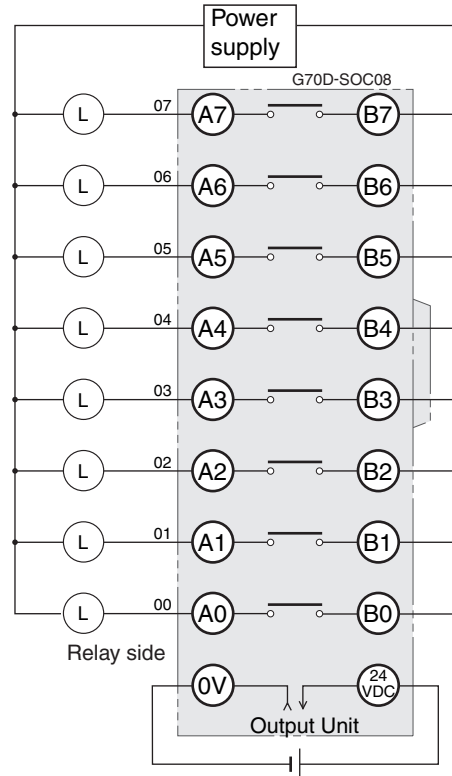 Power
supply
G70D-SOC08
L 07 A7 B7
L 06 A6 B6
L 05 A5 B5
L 04 A4 B4
L 03 A3 B3
L 02 A2 B2
L 01 A1 B1
L 00 A0 B0
Relay side
0V 24
VDC
Output Unit